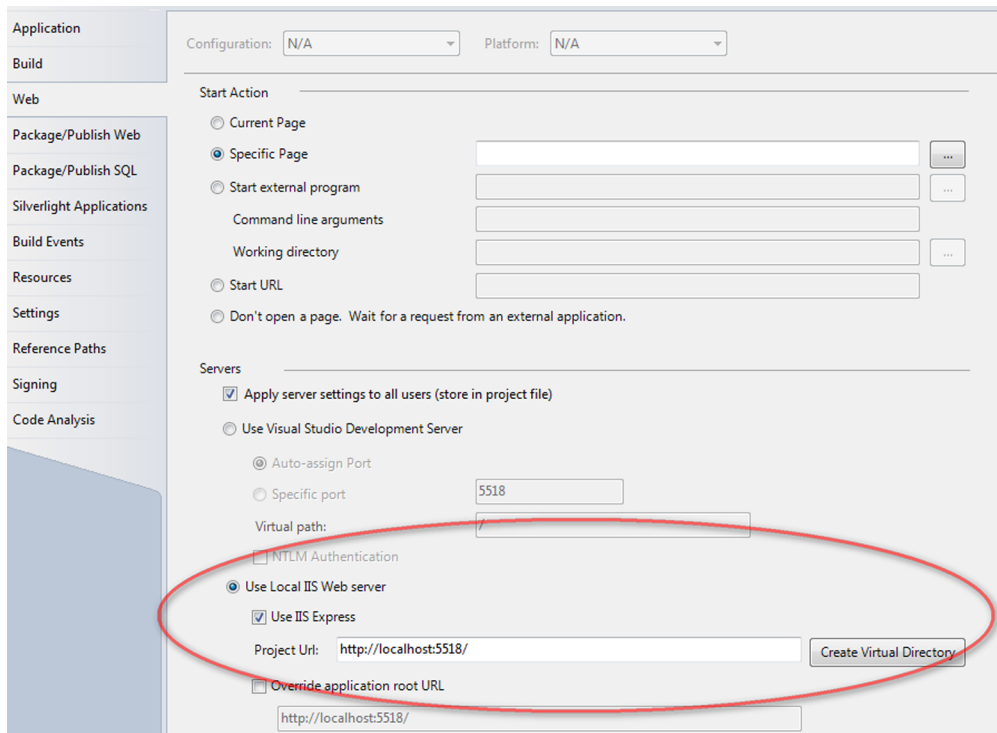 Application
Build
Web
Package/Publish Web
Package/Publish SQL
Silverlight Applications
Build Events
Resources
Settings
Reference Paths
Signing
Code Analysis
Configuration: N/A Platform: N/A
Start Action
Current Page
Specific Page ...
Start external program ...
Command line arguments
Working directory ...
Start URL
Don't open a page. Wait for a request from an external application.
Servers
Apply server settings to all users (store in project file)
Use Visual Studio Development Server
Auto-assign Port
Specific port 5518
Virtual path: /
NTLM Authentication
Use Local IIS Web server
Use IIS Express
Project Url: http://localhost:5518/ Create Virtual Directory
Override application root URL
http://localhost:5518/